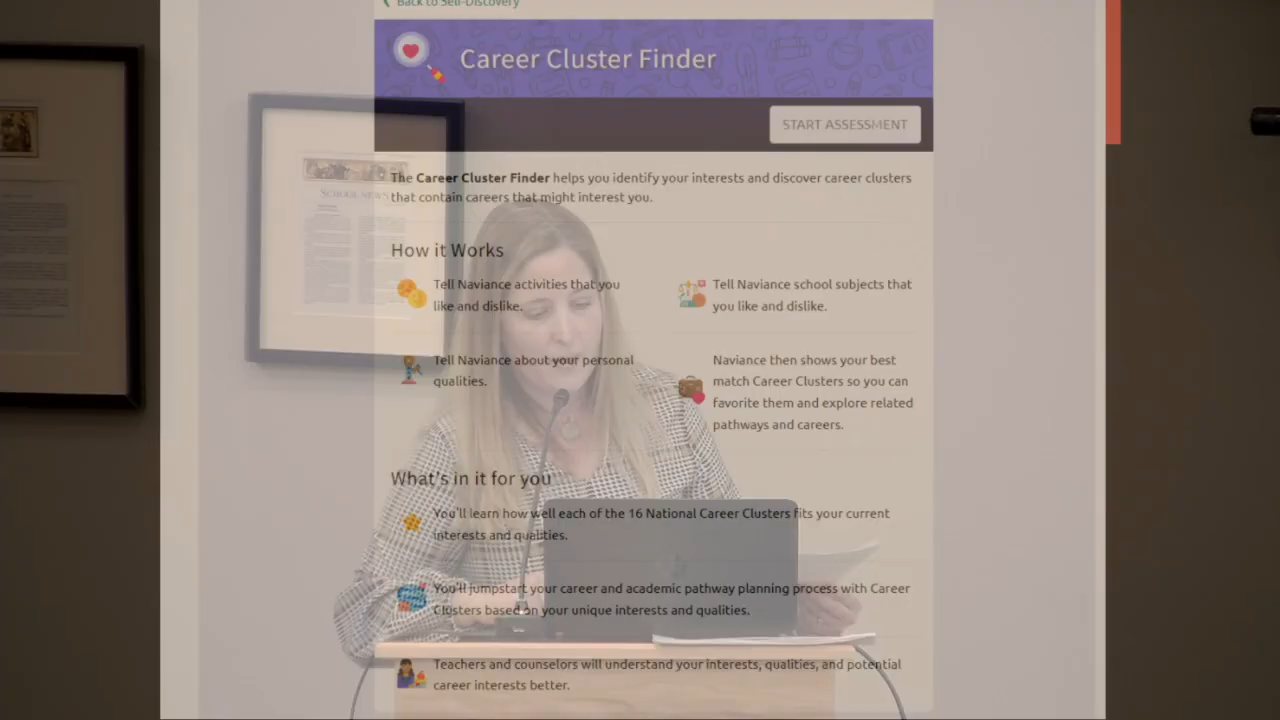 Back to Self-Discovery
Career Cluster Finder
START ASSESSMENT
The Career Cluster Finder helps you identify your interests and discover career clusters
that contain careers that might interest you.
SCHOOL NEWS
How it Works
Tell Naviance activities that you
like and dislike.
Tell Naviance school subjects that
you like and dislike.
Tell Naviance about your personal
qualities.
Naviance then shows your best
match Career Clusters so you can
favorite them and explore related
pathways and careers.
What's in it for you
You'll learn how well each of the 16 National Career Clusters fits your current
interests and qualities.
You'll jumpstart your career and academic pathway planning process with Career
Clusters based on your unique interests and qualities.
Teachers and counselors will understand your interests, qualities, and potential
career interests better.